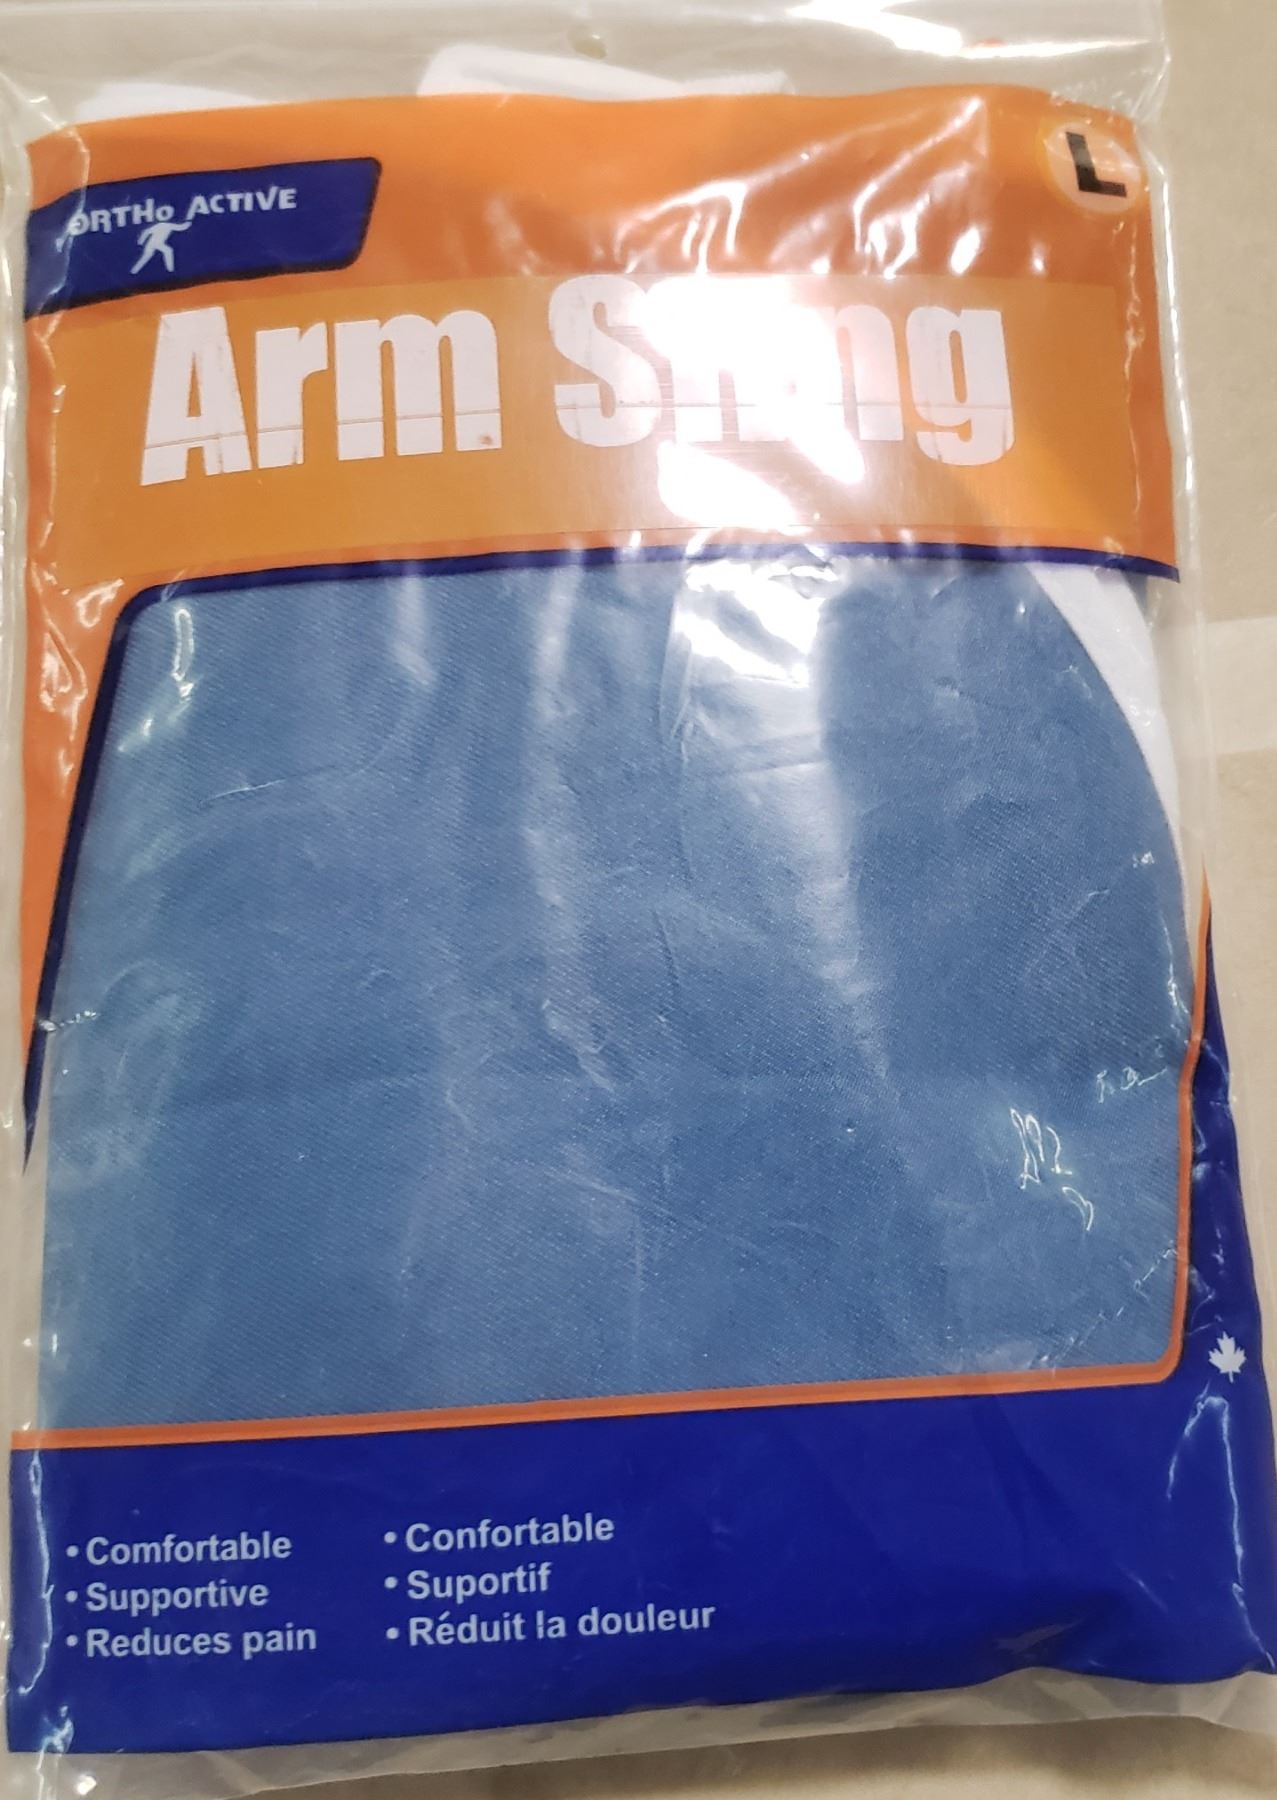 ORTHo ACTIVE
L
Arm Sling
• Comfortable
• Supportive
• Reduces pain
• Confortable
• Suportif
• Réduit la douleur